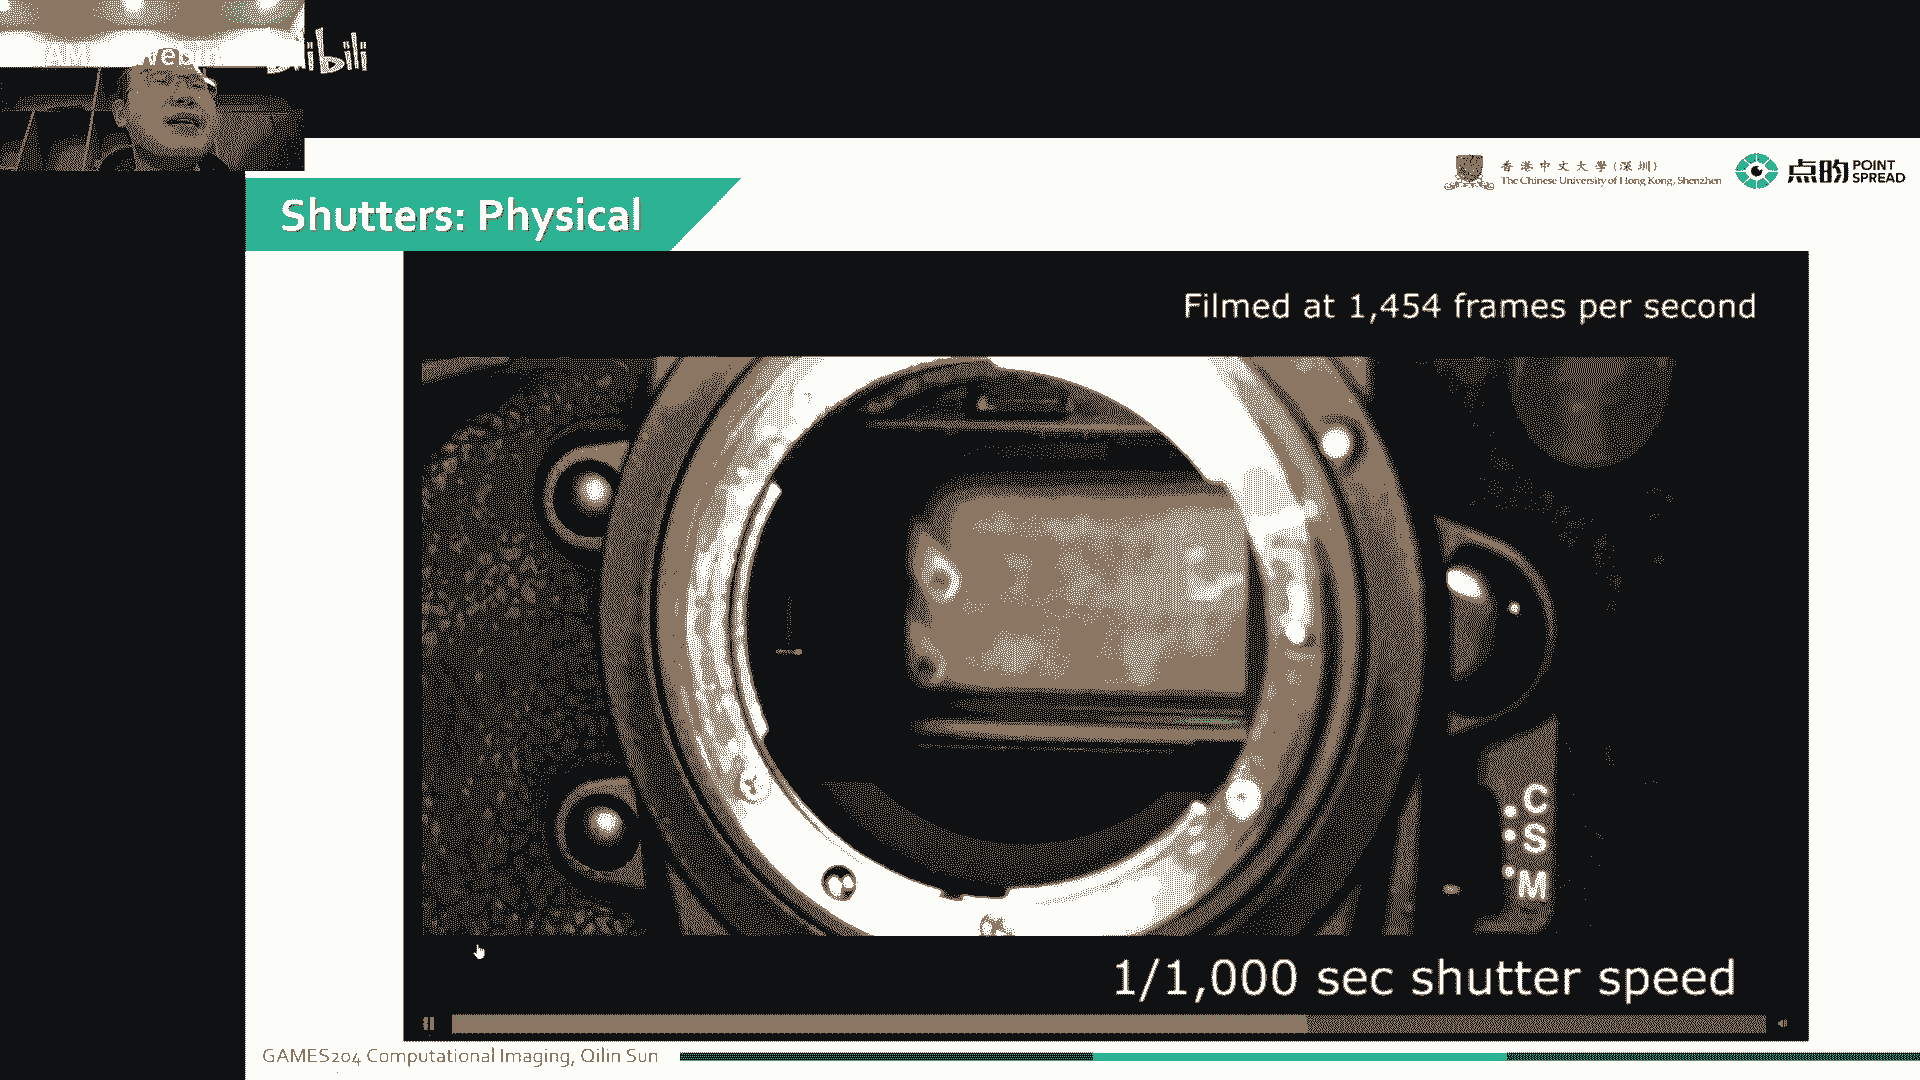 bilibili
香港中文大學(深圳)
The Chinese University of Hong Kong, Shenzhen
点昀
POINT
SPREAD
Shutters: Physical
Filmed at 1,454 frames per second
C
S
M
1/1,000 sec shutter speed
GAMES204 Computational Imaging, Qilin Sun